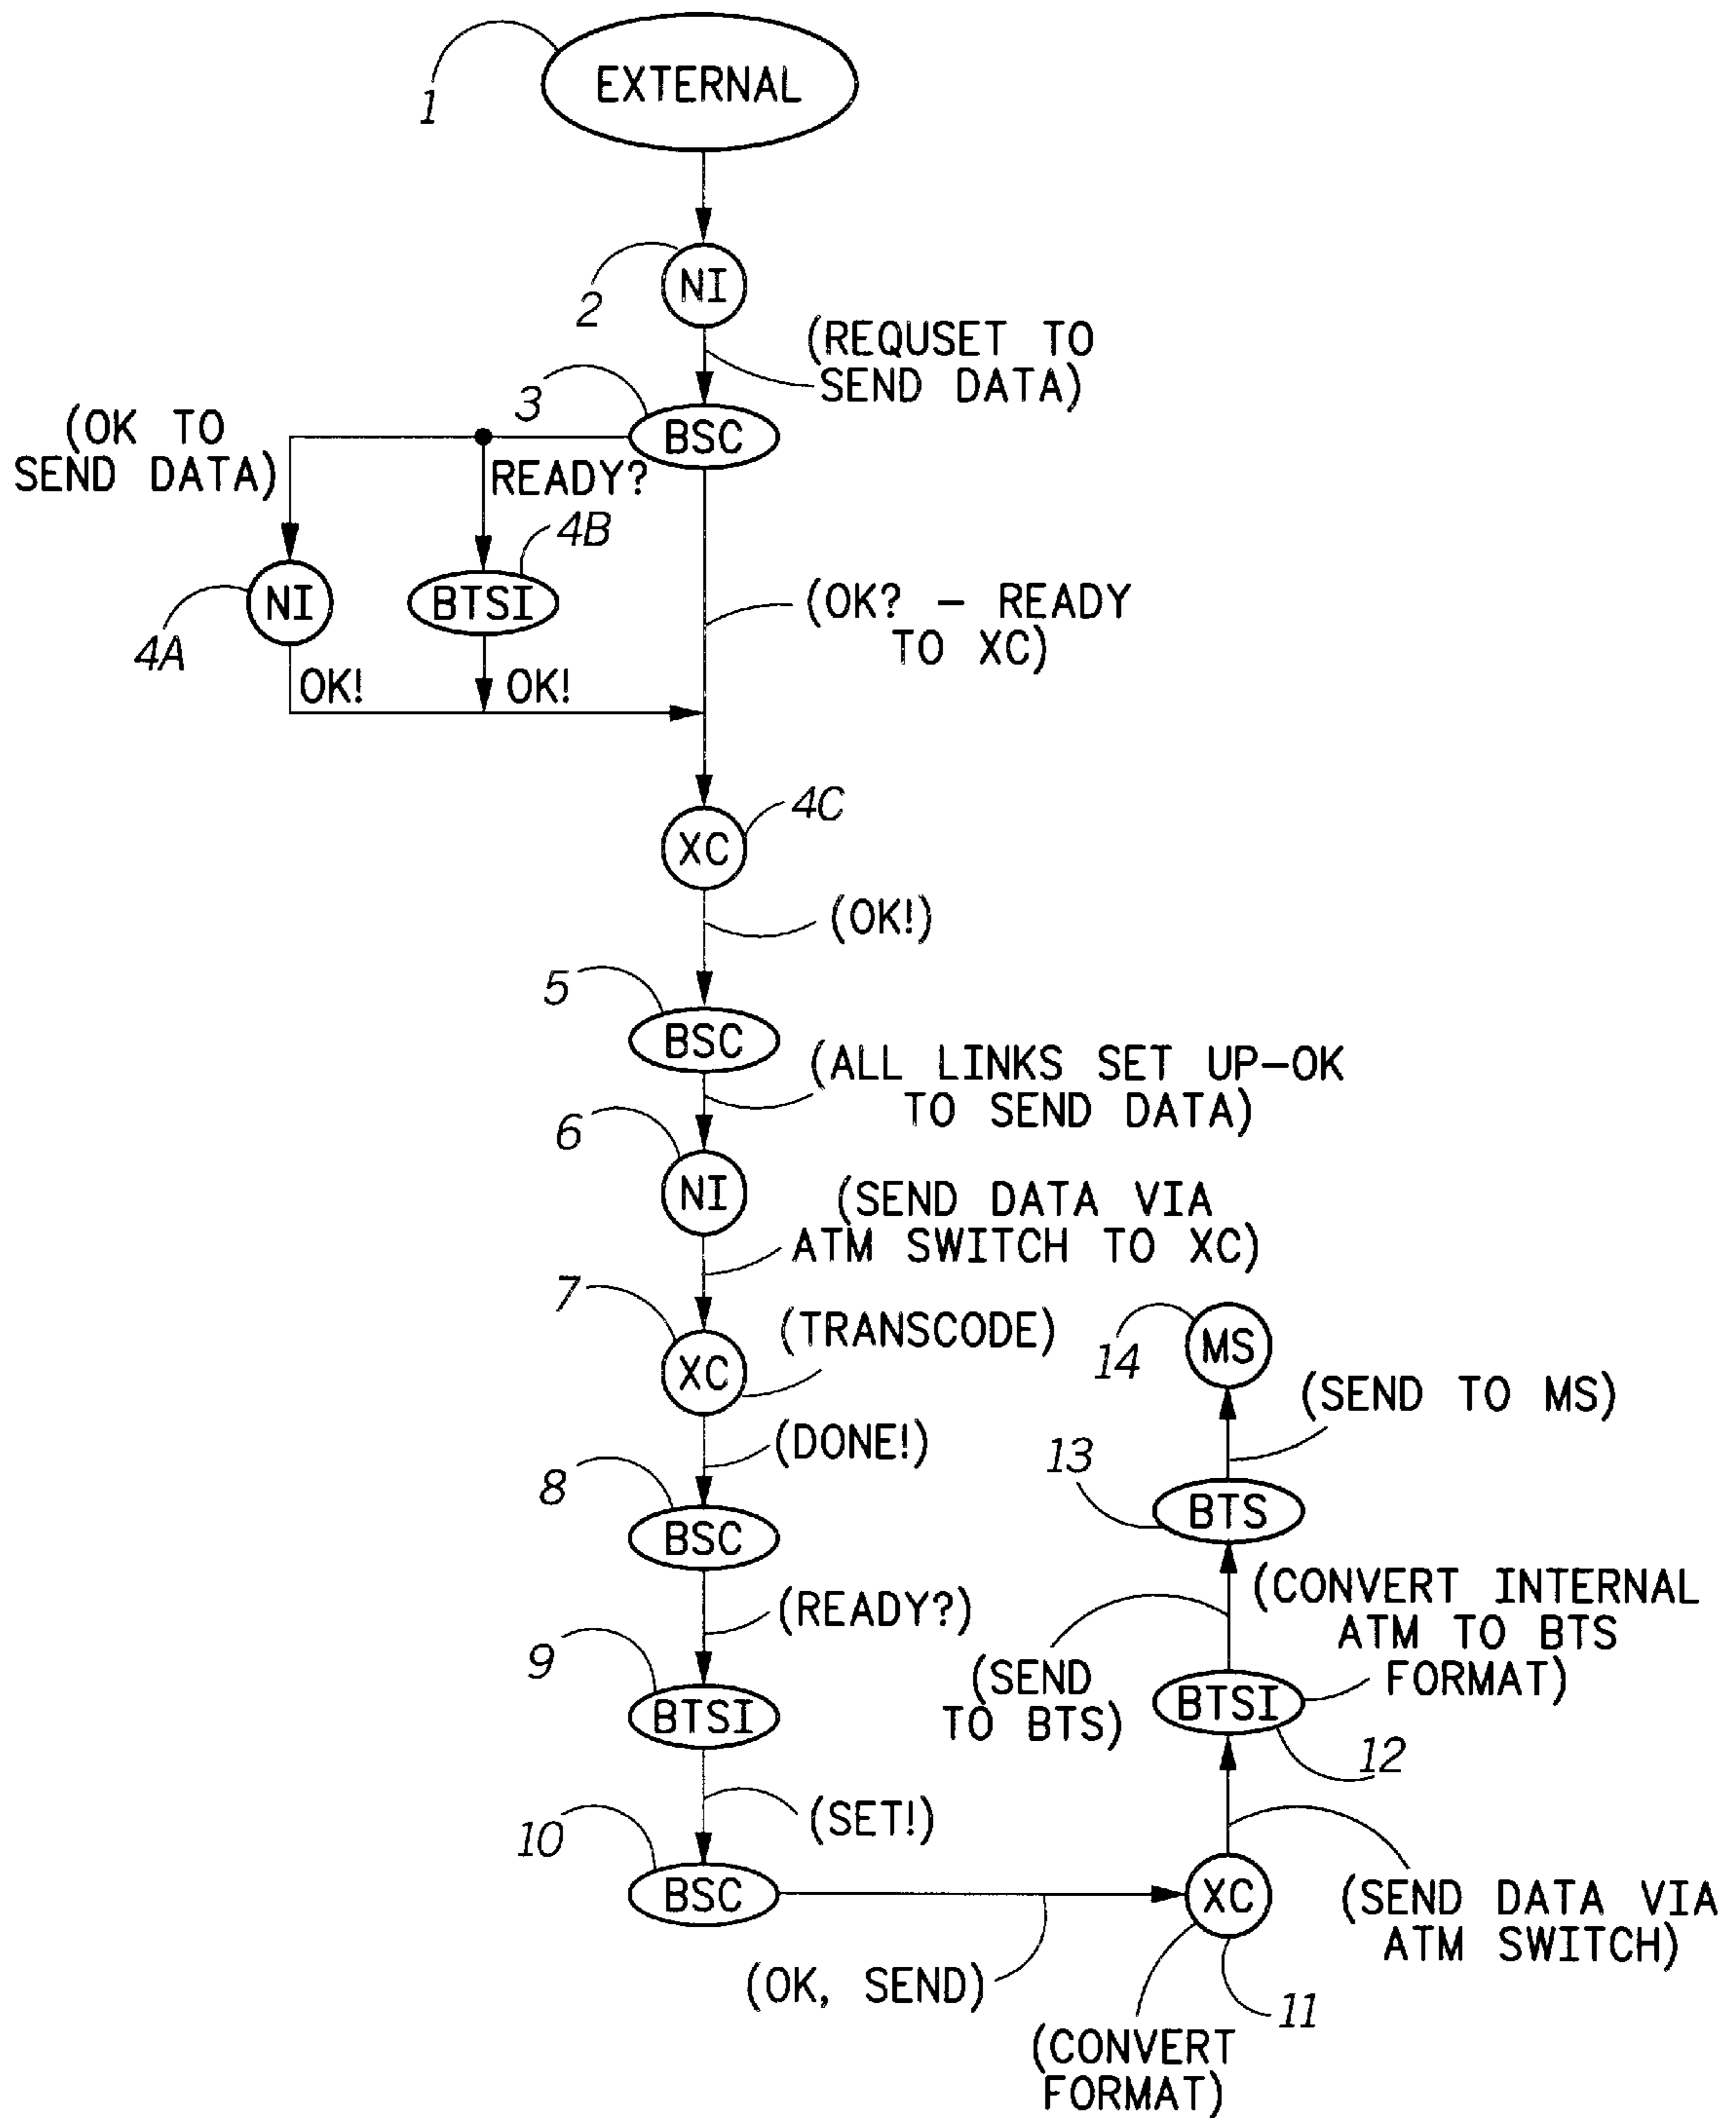 EXTERNAL
1
NI
2
(REQUSET TO
SEND DATA)
3
BSC
(OK TO
SEND DATA)
READY?
4B
NI
BTSI
4A
(OK? – READY
TO XC)
OK!
OK!
4C
XC
(OK!)
5
BSC
(ALL LINKS SET UP–OK
TO SEND DATA)
6
NI
(SEND DATA VIA
ATM SWITCH TO XC)
7
XC
(TRANSCODE)
(DONE!)
8
BSC
(READY?)
9
BTSI
(SET!)
10
BSC
(OK, SEND)
XC
11
(CONVERT
FORMAT)
(SEND DATA VIA
ATM SWITCH)
BTSI
12
(CONVERT INTERNAL
ATM TO BTS
FORMAT)
(SEND
TO BTS)
13
BTS
(SEND TO MS)
14
MS